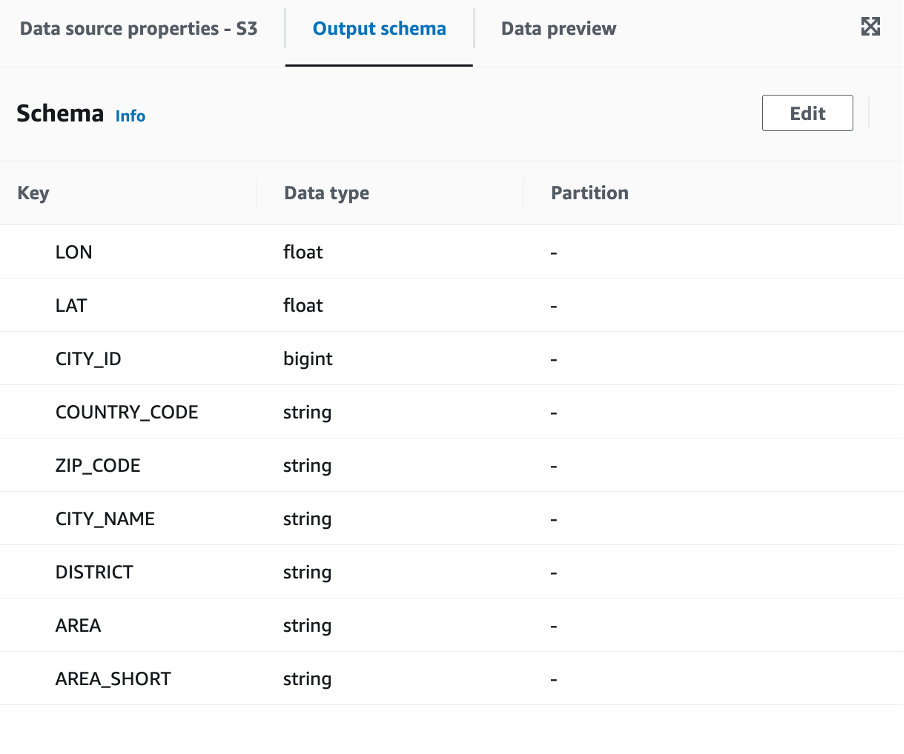 Data source properties - S3 Output schema Data preview
Schema Info Edit
Key Data type Partition
LON float -
LAT float -
CITY_ID bigint -
COUNTRY_CODE string -
ZIP_CODE string -
CITY_NAME string -
DISTRICT string -
AREA string -
AREA_SHORT string -